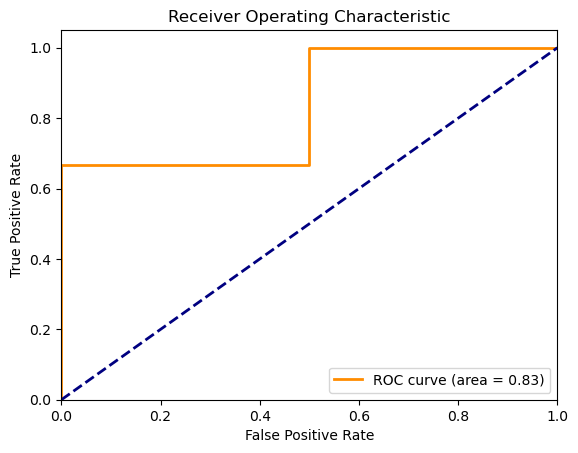 Receiver Operating Characteristic
True Positive Rate
1.0
0.8
0.6
0.4
0.2
0.0
ROC curve (area = 0.83)
0.0 0.2 0.4 0.6 0.8 1.0
False Positive Rate